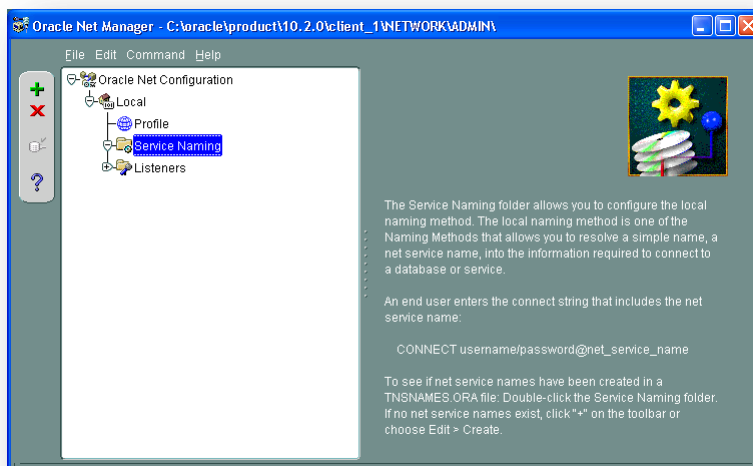 Oracle Net Manager - C:\oracle\product\10.2.0\client_1\NETWORK\ADMIN\
File Edit Command Help
Oracle Net Configuration
Local
Profile
Service Naming
Listeners
The Service Naming folder allows you to configure the local
naming method. The local naming method is one of the
Naming Methods that allows you to resolve a simple name, a
net service name, into the information required to connect to
a database or service.
An end user enters the connect string that includes the net
service name:
CONNECT username/password@net_service_name
To see if net service names have been created in a
TNSNAMES.ORA file: Double-click the Service Naming folder.
If no net service names exist, click "+" on the toolbar or
choose Edit > Create.